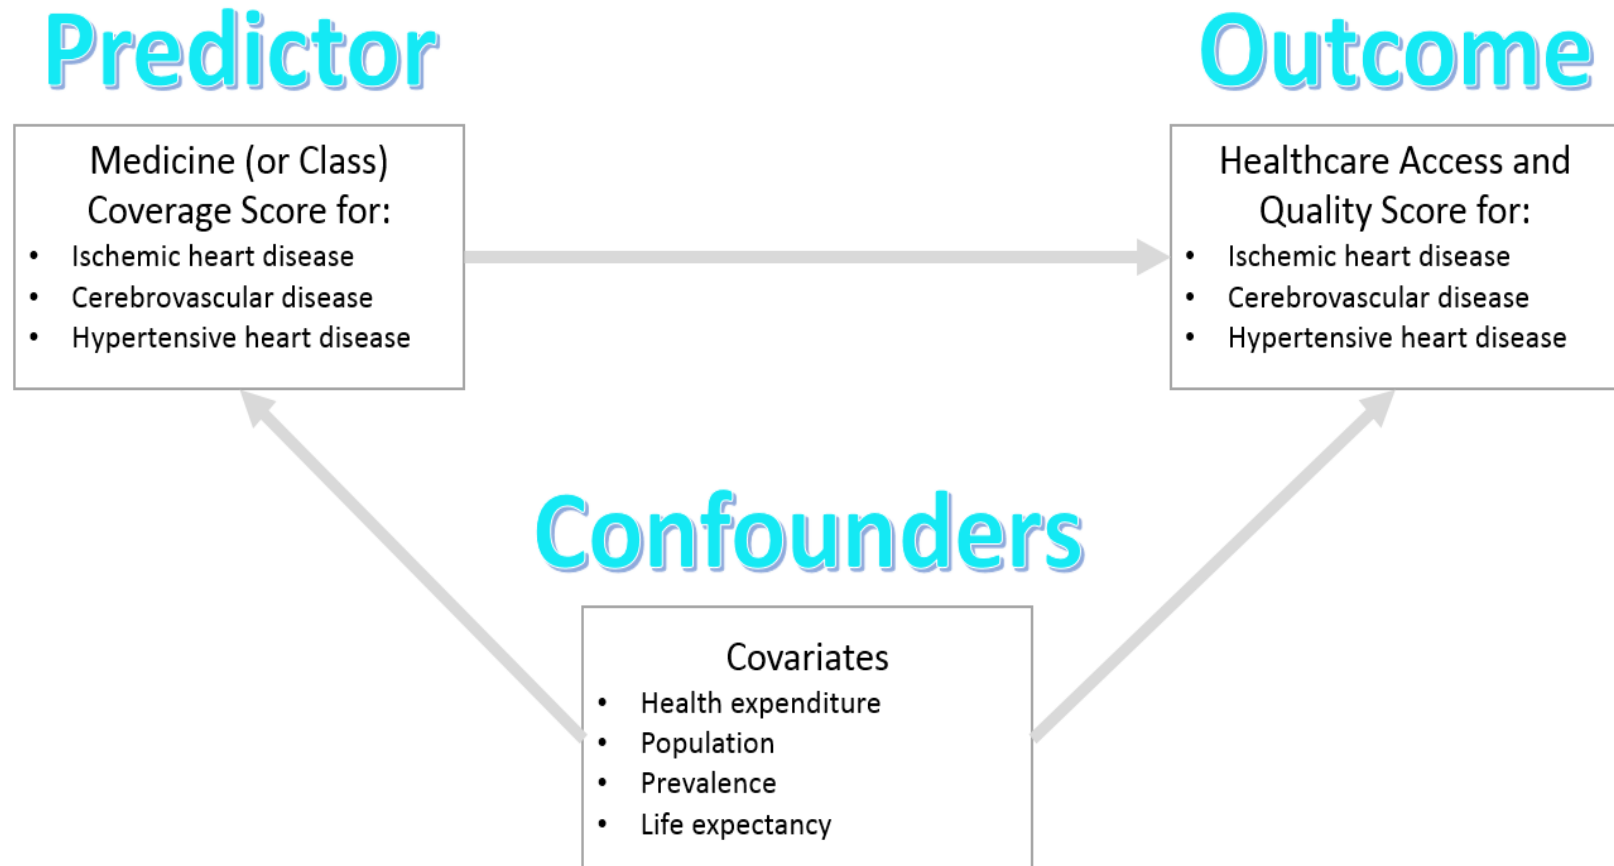 Predictor
Outcome
Medicine (or Class)
Coverage Score for:
• Ischemic heart disease
• Cerebrovascular disease
• Hypertensive heart disease
Healthcare Access and
Quality Score for:
• Ischemic heart disease
• Cerebrovascular disease
• Hypertensive heart disease
Confounders
Covariates
• Health expenditure
• Population
• Prevalence
• Life expectancy